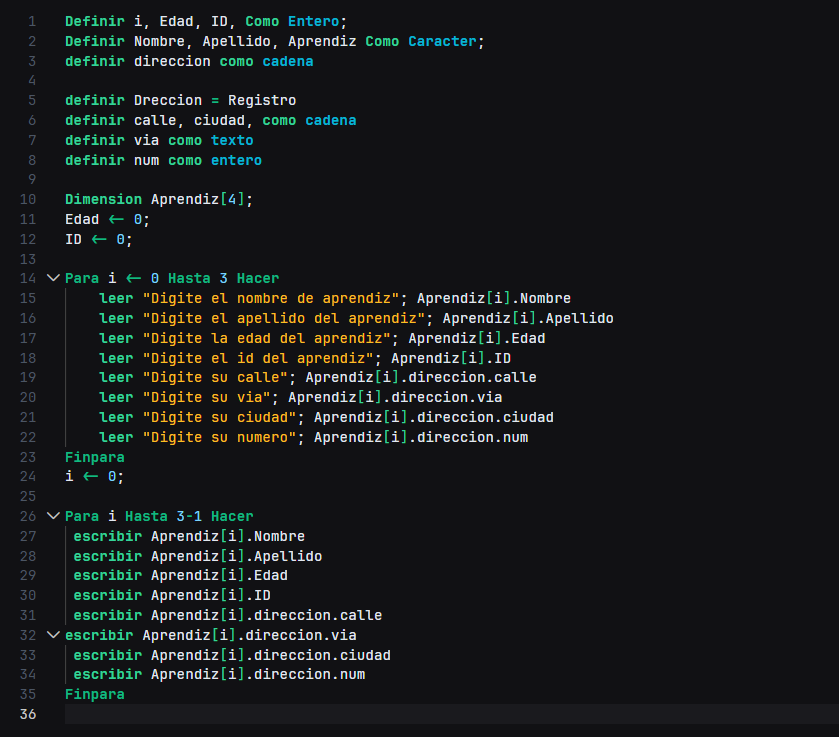 1 Definir i, Edad, ID, Como Entero;
2 Definir Nombre, Apellido, Aprendiz Como Caracter;
3 definir direccion como cadena
4
5 definir Dreccion = Registro
6 definir calle, ciudad, como cadena
7 definir via como texto
8 definir num como entero
9
10 Dimension Aprendiz[4];
11 Edad <- 0;
12 ID <- 0;
13
14 Para i <- 0 Hasta 3 Hacer
15 leer "Digite el nombre de aprendiz"; Aprendiz[i].Nombre
16 leer "Digite el apellido del aprendiz"; Aprendiz[i].Apellido
17 leer "Digite la edad del aprendiz"; Aprendiz[i].Edad
18 leer "Digite el id del aprendiz"; Aprendiz[i].ID
19 leer "Digite su calle"; Aprendiz[i].direccion.calle
20 leer "Digite su via"; Aprendiz[i].direccion.via
21 leer "Digite su ciudad"; Aprendiz[i].direccion.ciudad
22 leer "Digite su numero"; Aprendiz[i].direccion.num
23 Finpara
24 i <- 0;
25
26 Para i Hasta 3-1 Hacer
27 escribir Aprendiz[i].Nombre
28 escribir Aprendiz[i].Apellido
29 escribir Aprendiz[i].Edad
30 escribir Aprendiz[i].ID
31 escribir Aprendiz[i].direccion.calle
32 escribir Aprendiz[i].direccion.via
33 escribir Aprendiz[i].direccion.ciudad
34 escribir Aprendiz[i].direccion.num
35 Finpara
36